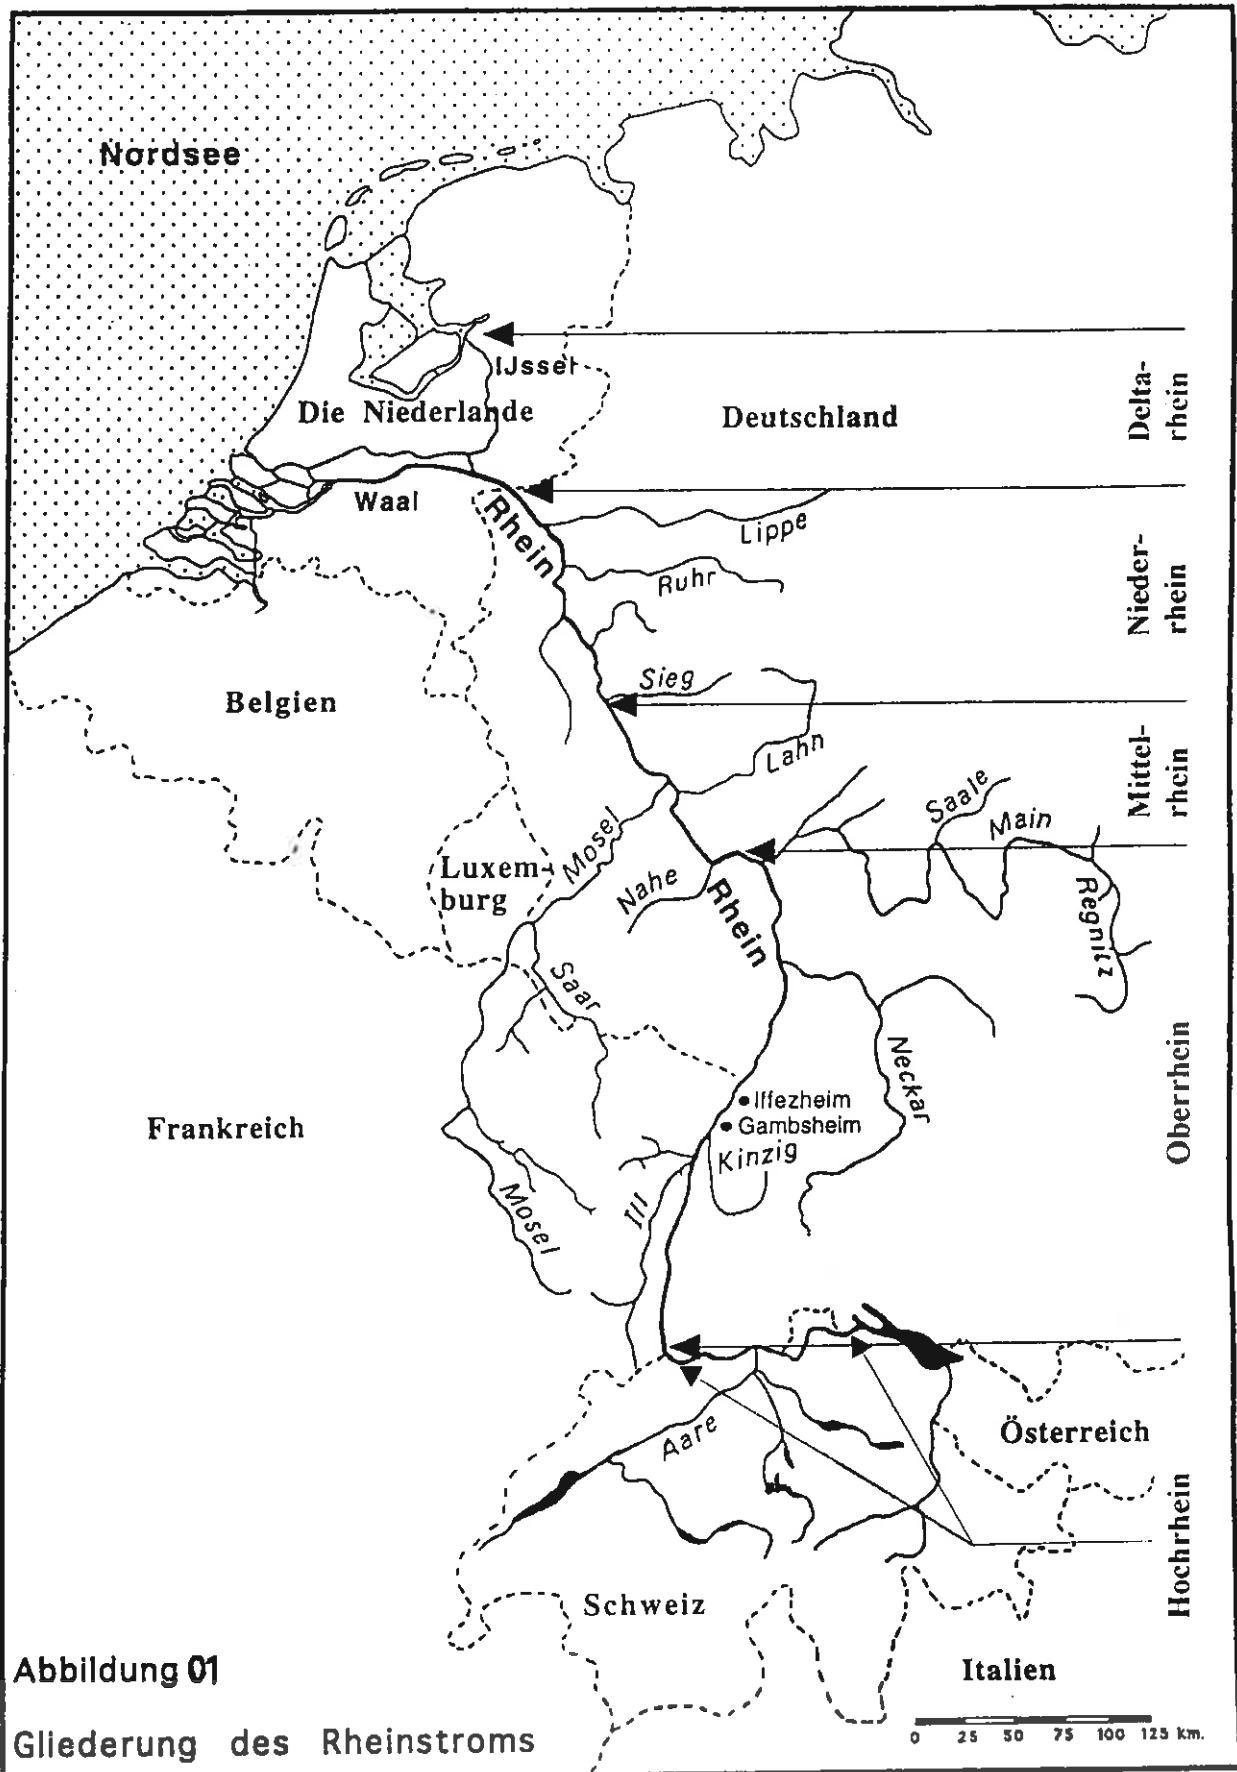 Nordsee
IJssel
Die Niederlande
Deutschland
Delta-
rhein
Waal
Rhein
Lippe
Ruhr
Nieder-
rhein
Sieg
Belgien
Lahn
Mittel-
rhein
Saale
Main
Mosel
Luxem-
burg
Nahe
Rhein
Regnitz
Saar
Neckar
Oberrhein
Iffezheim
Gambsheim
Frankreich
Kinzig
Mosel
Ill
Österreich
Aare
Hochrhein
Schweiz
Italien
Abbildung 01
Gliederung des Rheinstroms
0 25 50 75 100 125 km.